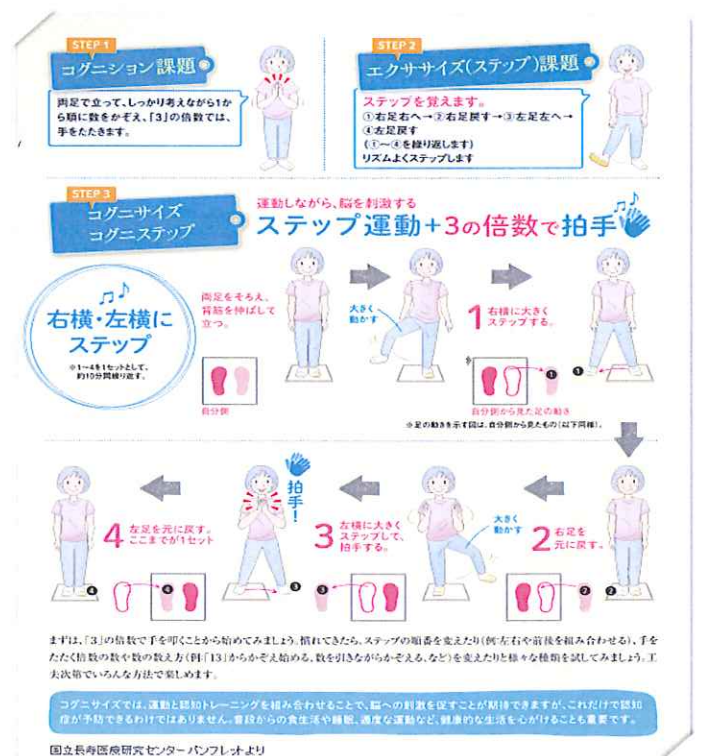 STEP 1
コグニション課題
両足で立って、しっかり考えながら1か
ら順に数をかぞえ、「3」の倍数では、
手をたたきます。
STEP 2
エクササイズ(ステップ)課題
ステップを覚えます。
①右足右へ→②右足戻す→③左足左へ→
④左足戻す
(①〜④を繰り返します)
リズムよくステップします
STEP 3
コグニサイズ
コグニステップ
運動しながら、脳を刺激する
ステップ運動+3の倍数で拍手
右横・左横に
ステップ
※1〜4を1セットとして、
約10分間繰り返す。
両足をそろえ、
背筋を伸ばして
立つ。
自分側
大きく
動かす
1 右横に大きく
ステップする。
❶
❶
自分側から見た足の動き
※足の動きを示す図は、自分側から見たもの(以下同様)。
大きく
動かす
2 右足を
元に戻す。
❷
❷
拍手!
3 左横に大きく
ステップして、
拍手する。
❸
❸
4 左足を元に戻す。
ここまでが1セット
❹
❹
まずは、「3」の倍数で手を叩くことから始めてみましょう。慣れてきたら、ステップの順番を変えたり(例:左右や前後を組み合わせる)、手を
たたく倍数の数や数の数え方(例:「13」からかぞえ始める、数を引きながらかぞえる、など)を変えたりと様々な種類を試してみましょう。工
夫次第でいろんな方法で楽しめます。
コグニサイズでは、運動と認知トレーニングを組み合わせることで、脳への刺激を促すことが期待できますが、これだけで認知
症が予防できるわけではありません。普段からの食生活や睡眠、適度な運動など、健康的な生活を心がけることも重要です。
国立長寿医療研究センターパンフレットより